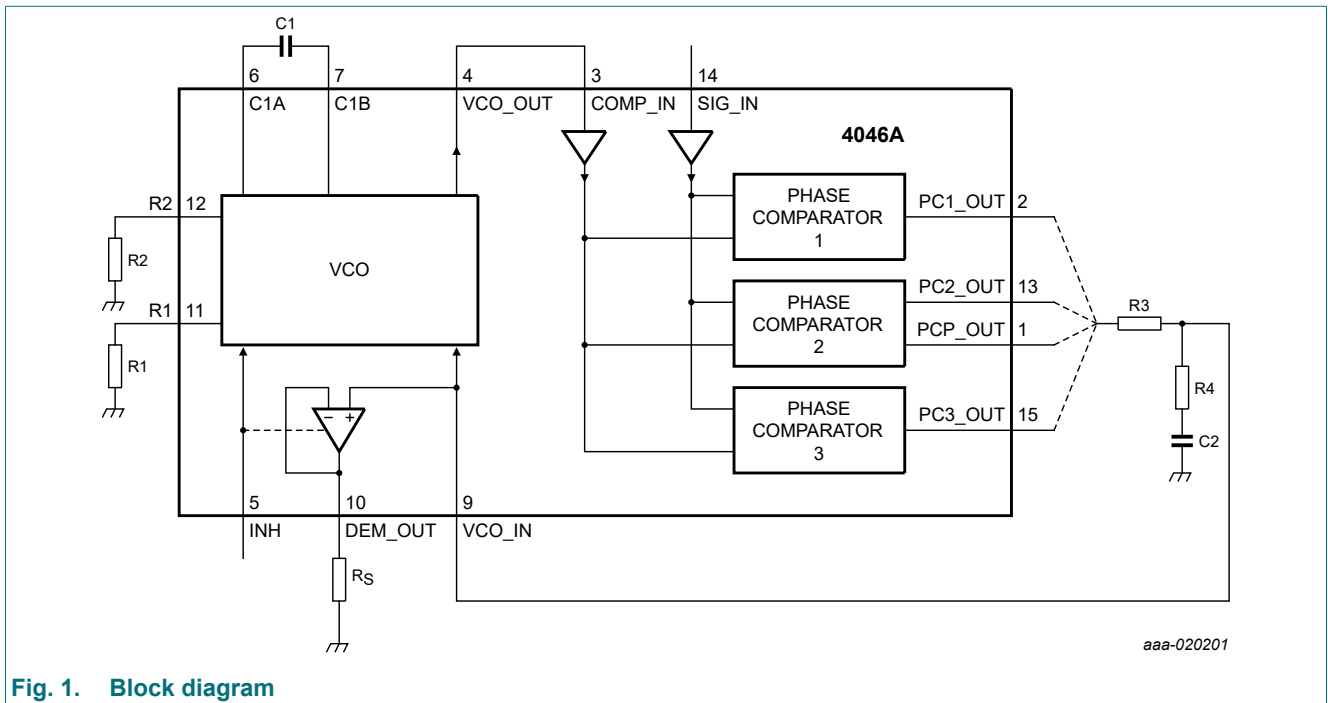 C1
6 7 4 3 14
C1A C1B VCO_OUT COMP_IN SIG_IN
4046A
PHASE
COMPARATOR
1
PC1_OUT 2
R2 12
R2
VCO
PHASE
COMPARATOR
2
PC2_OUT 13
PCP_OUT 1
R3
R1 11
R1
R4
C2
PHASE
COMPARATOR
3
PC3_OUT 15
− +
5 10 9
INH DEM_OUT VCO_IN
RS
aaa-020201
Fig. 1. Block diagram